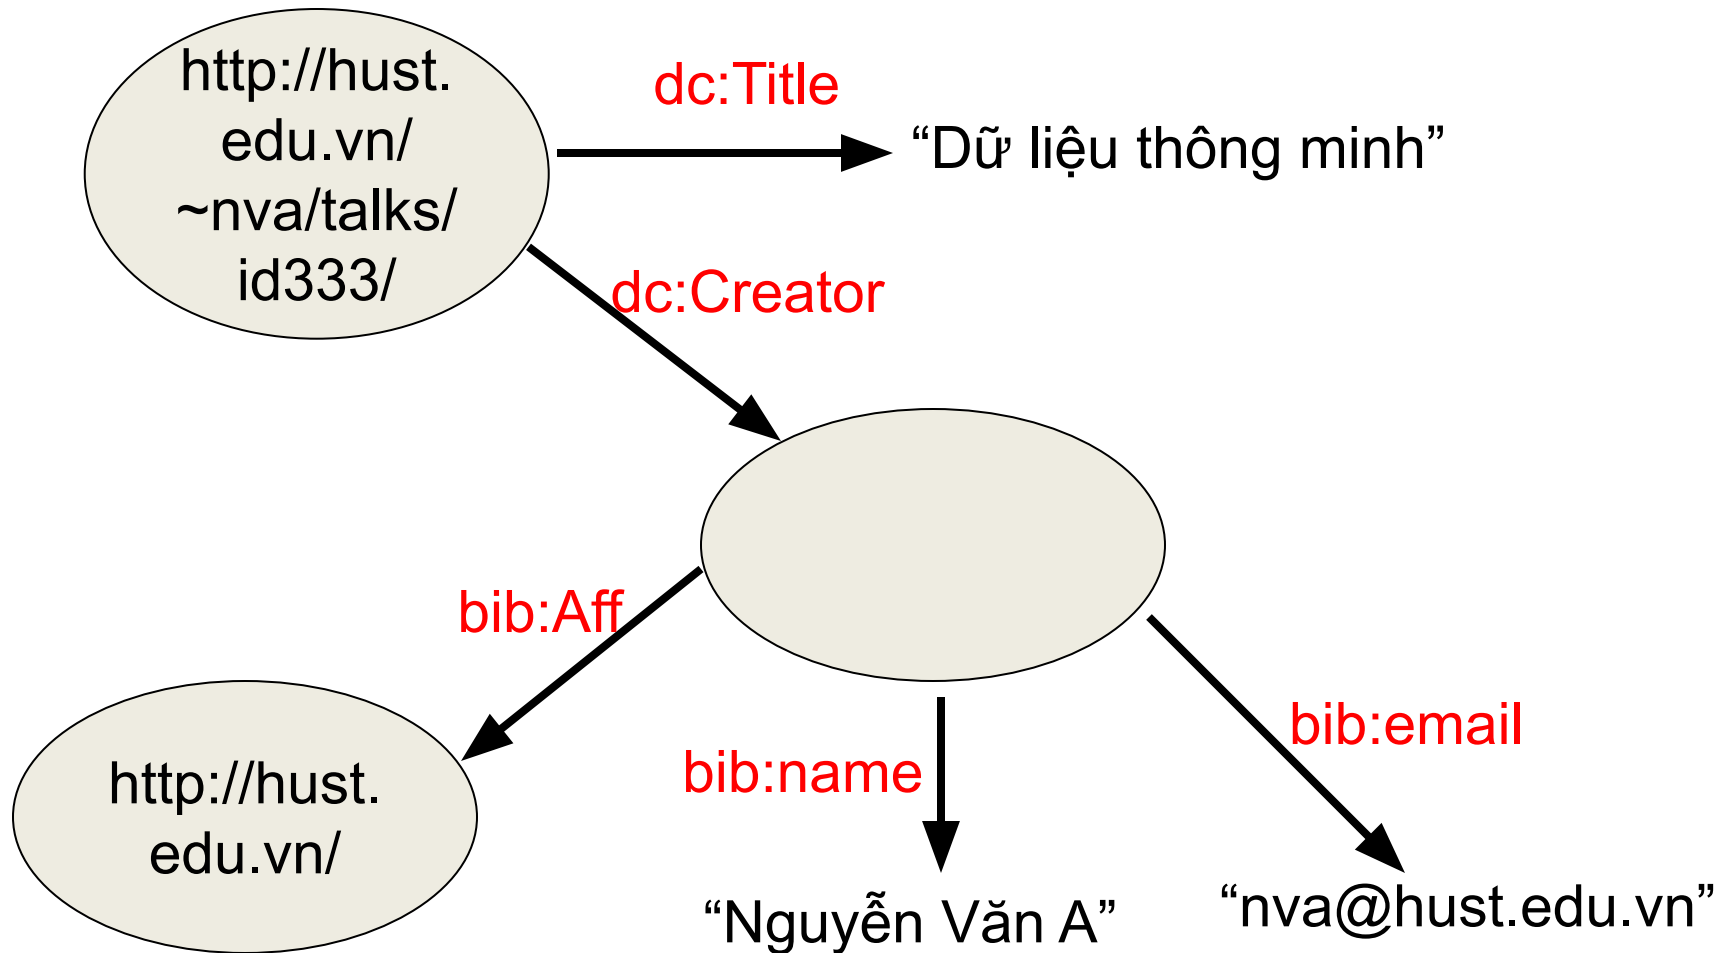 http://hust.
edu.vn/
~nva/talks/
id333/
dc:Title
“Dữ liệu thông minh”
dc:Creator
bib:Aff
http://hust.
edu.vn/
bib:name
“Nguyễn Văn A”
bib:email
“nva@hust.edu.vn”